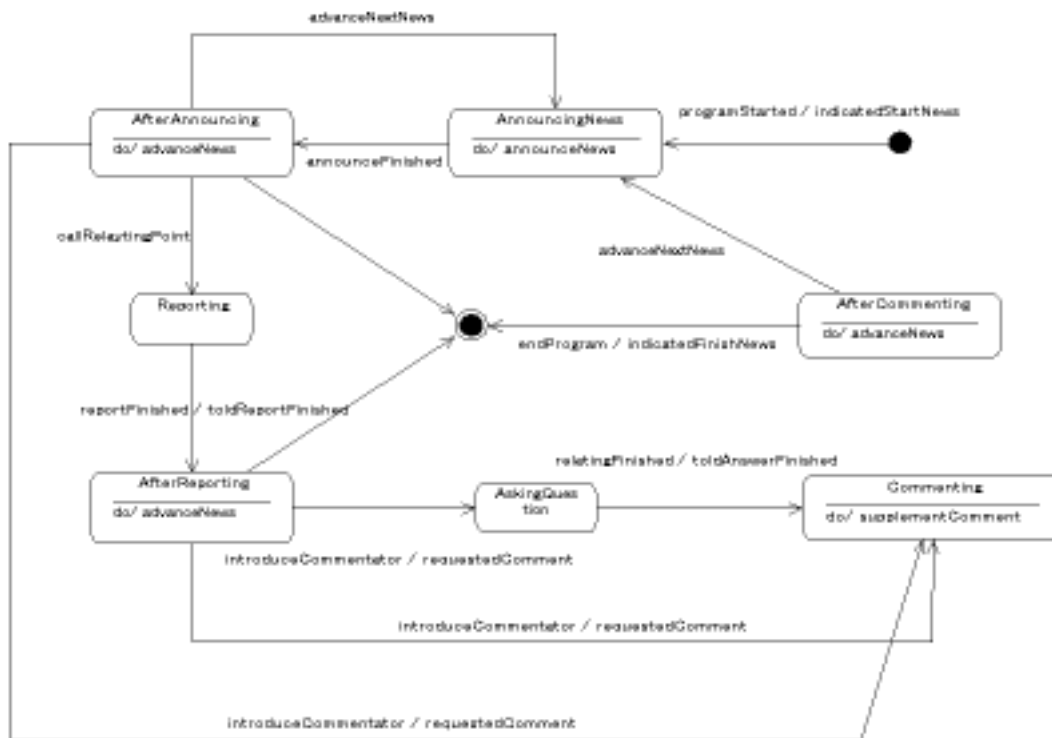 advanceNextNews
AfterAnnouncing
do/ advanceNews
AnnouncingNews
do/ announceNews
programStarted / indicatedStartNews
announceFinished
callRelaytingPoint
advanceNextNews
Reporting
AfterCommenting
do/ advanceNews
endProgram / indicatedFinishNews
reportFinished / toldReportFinished
relatingFinished / toldAnswerFinished
AfterReporting
do/ advanceNews
AskingQues
tion
Commenting
do/ supplementComment
introduceCommentator / requestedComment
introduceCommentator / requestedComment
introduceCommentator / requestedComment